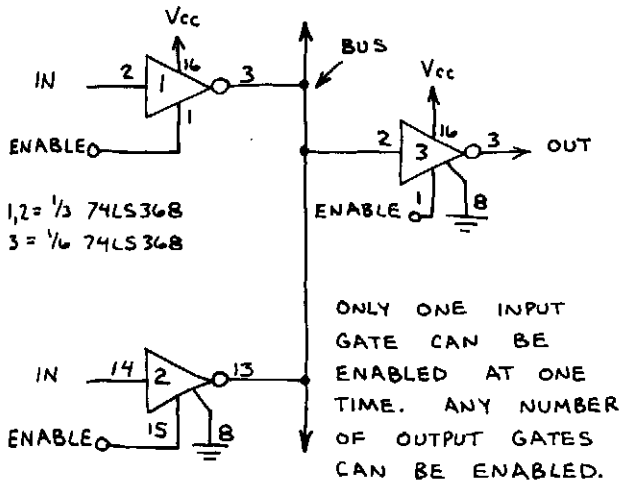 Vcc
16
IN 2 1 3
1
ENABLE
BUS
Vcc
16
2 3 3 OUT
ENABLE 1 8
1,2 = 1/3 74LS368
3 = 1/6 74LS368
IN 14 2 13
ENABLE 15 8
ONLY ONE INPUT
GATE CAN BE
ENABLED AT ONE
TIME. ANY NUMBER
OF OUTPUT GATES
CAN BE ENABLED.